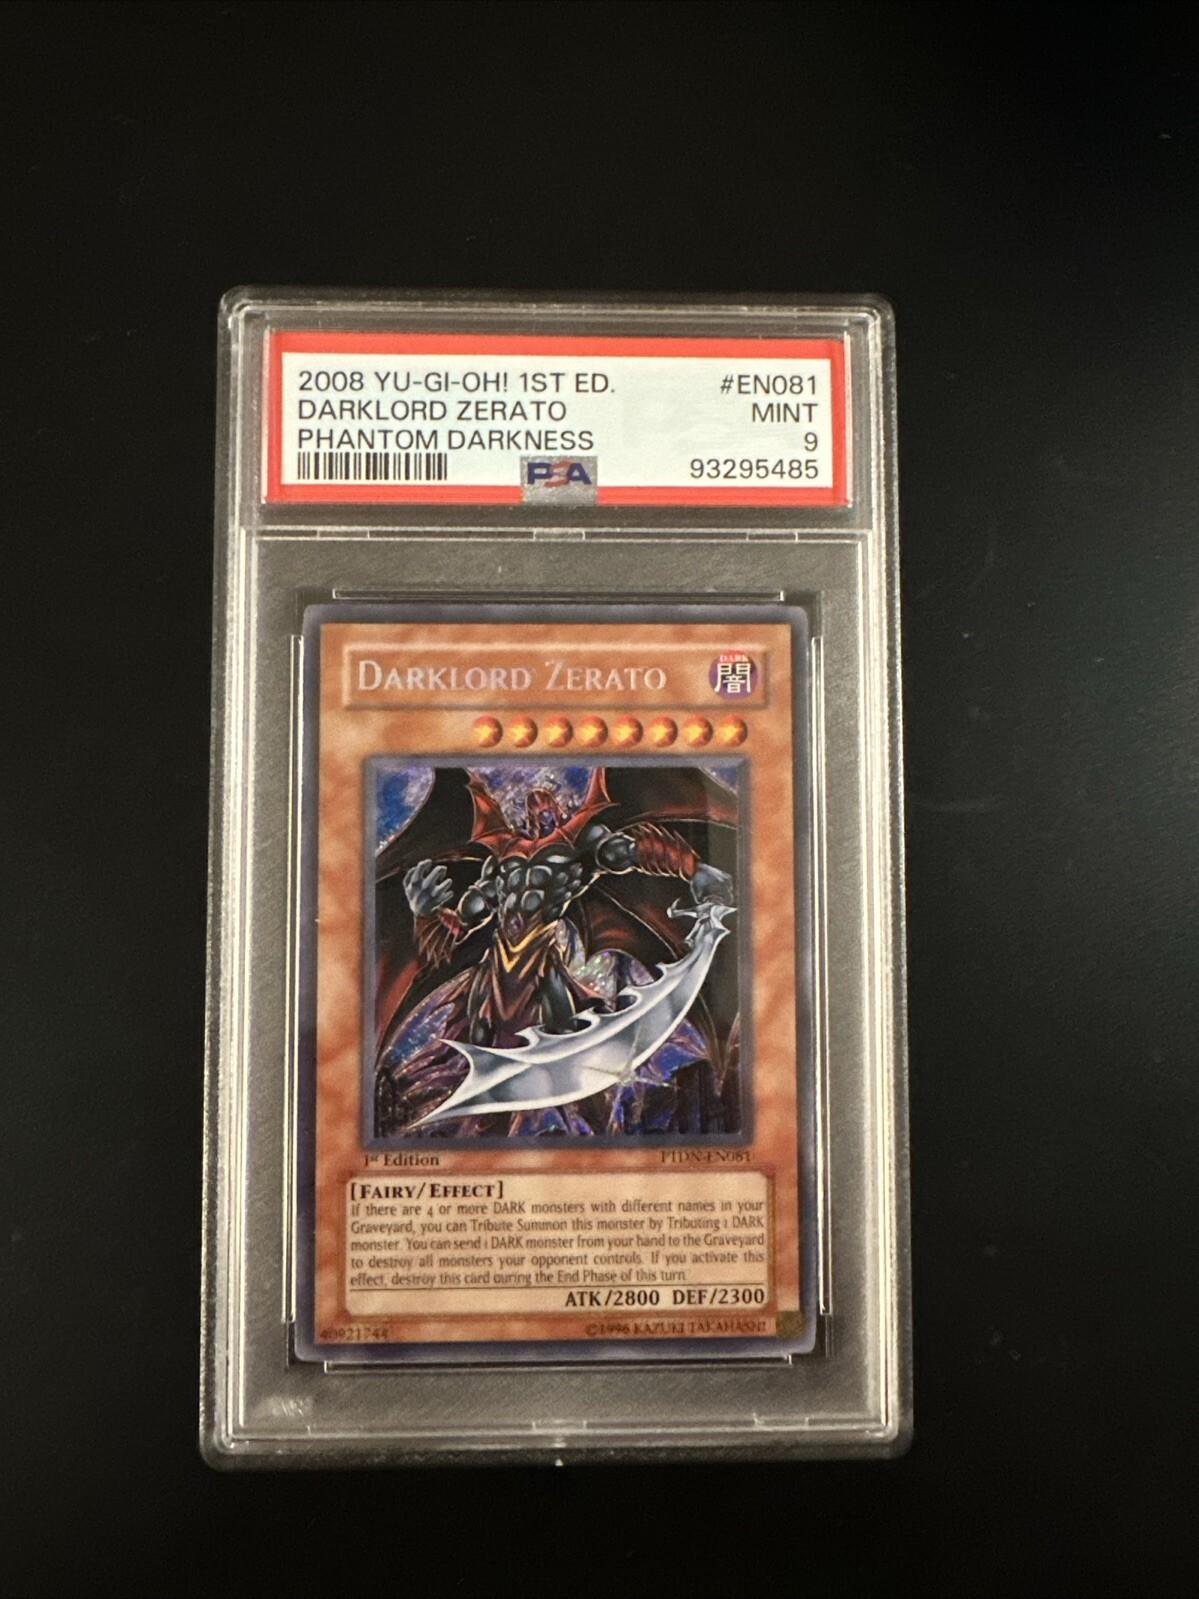 2008 YU-GI-OH! 1ST ED. #EN081
DARKLORD ZERATO MINT
PHANTOM DARKNESS 9
PSA 93295485
DARKLORD ZERATO
DARK
闇
1st Edition PTDN-EN081
[FAIRY/EFFECT]
If there are 4 or more DARK monsters with different names in your
Graveyard, you can Tribute Summon this monster by Tributing 1 DARK
monster. You can send 1 DARK monster from your hand to the Graveyard
to destroy all monsters your opponent controls. If you activate this
effect, destroy this card during the End Phase of this turn.
ATK/2800 DEF/2300
40921744 ©1996 KAZUKI TAKAHASHI